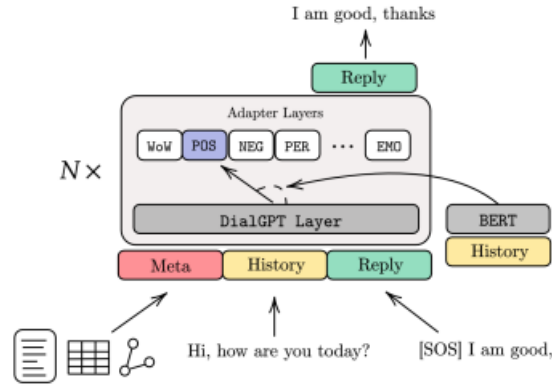 I am good, thanks
Reply
Adapter Layers
WoW POS NEG PER ··· EMO
N×
DialGPT Layer
BERT
Meta History Reply
History
Hi, how are you today?
[SOS] I am good,